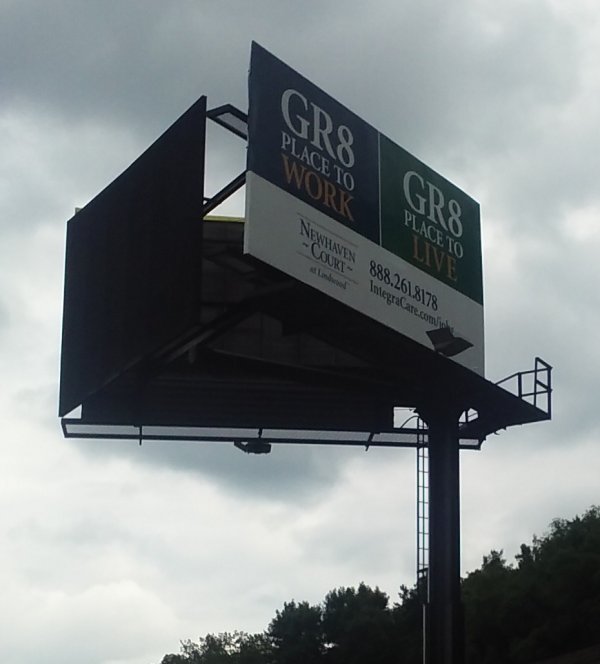 GR8
PLACE TO
WORK
GR8
PLACE TO
LIVE
NEWHAVEN
~COURT~
at Lindwood
888.261.8178
IntegraCare.com/jobs